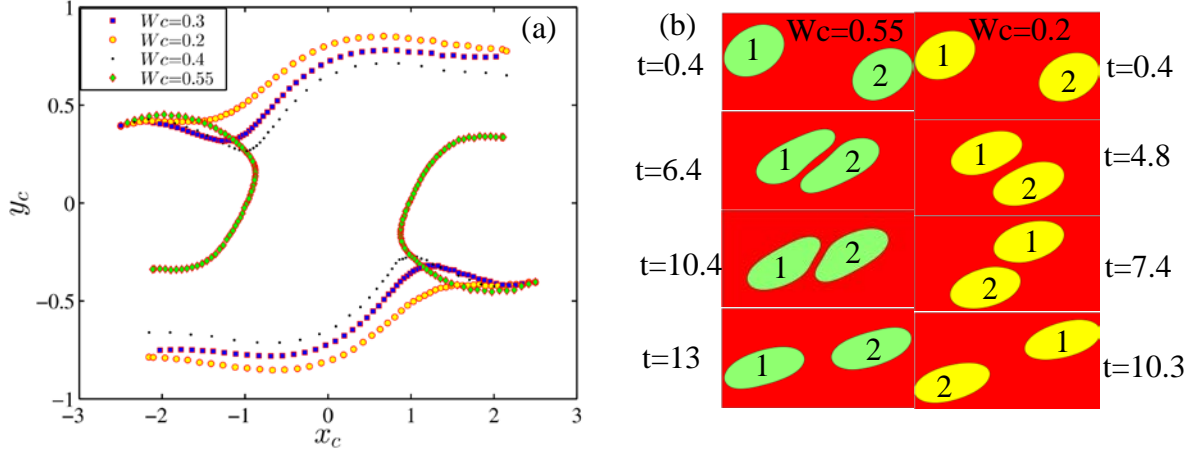 (a)
Wc=0.3
Wc=0.2
Wc=0.4
Wc=0.55
1
0.5
0
−0.5
−1
y_c
−3 −2 −1 0 1 2 3
x_c
(b)
Wc=0.55 Wc=0.2
t=0.4 1 2 1 2 t=0.4
t=6.4 1 2 1 2 t=4.8
t=10.4 1 2 1 2 t=7.4
t=13 1 2 1 2 t=10.3